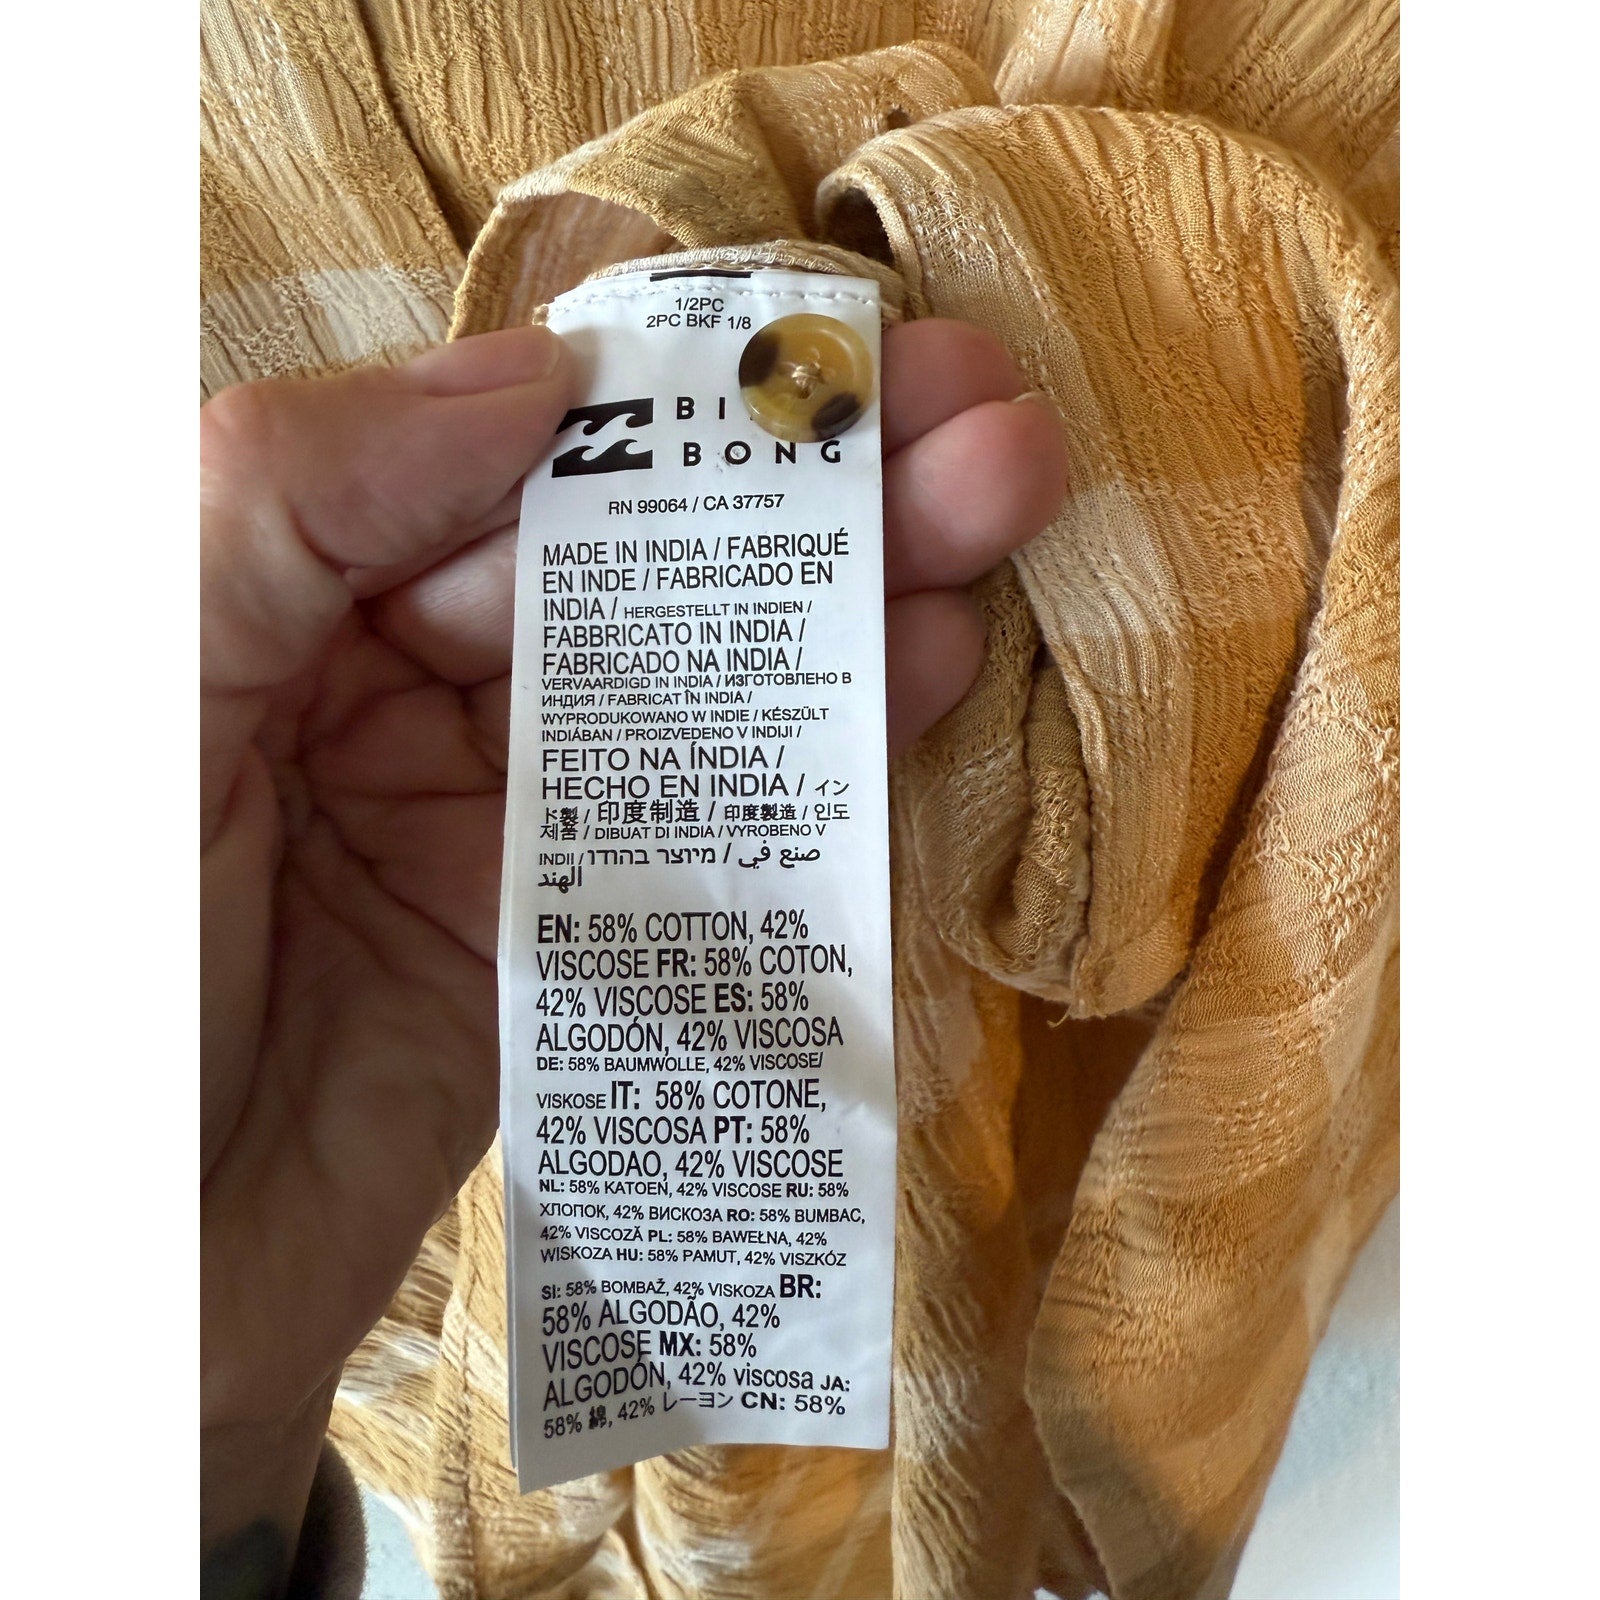 1/2PC
2PC BKF 1/8
BI
BONG
RN 99064 / CA 37757
MADE IN INDIA / FABRIQUÉ
EN INDE / FABRICADO EN
INDIA / HERGESTELLT IN INDIEN /
FABBRICATO IN INDIA /
FABRICADO NA INDIA /
VERVAARDIGD IN INDIA / ИЗГОТОВЛЕНО В
ИНДИЯ / FABRICAT ÎN INDIA /
WYPRODUKOWANO W INDIE / KÉSZÜLT
INDIÁBAN / PROIZVEDENO V INDIJI /
FEITO NA ÍNDIA /
HECHO EN INDIA / イン
ド製 / 印度制造 / 印度製造 / 인도
제품 / DIBUAT DI INDIA / VYROBENO V
INDII / מיוצר בהודו / صنع في
الهند
EN: 58% COTTON, 42%
VISCOSE FR: 58% COTON,
42% VISCOSE ES: 58%
ALGODÓN, 42% VISCOSA
DE: 58% BAUMWOLLE, 42% VISCOSE/
VISKOSE IT: 58% COTONE,
42% VISCOSA PT: 58%
ALGODAO, 42% VISCOSE
NL: 58% KATOEN, 42% VISCOSE RU: 58%
ХЛОПОК, 42% ВИСКОЗА RO: 58% BUMBAC,
42% VISCOZĂ PL: 58% BAWEŁNA, 42%
WISKOZA HU: 58% PAMUT, 42% VISZKÓZ
SI: 58% BOMBAŽ, 42% VISKOZA BR:
58% ALGODÃO, 42%
VISCOSE MX: 58%
ALGODÓN, 42% viscosa JA:
58% 綿, 42% レーヨン CN: 58%